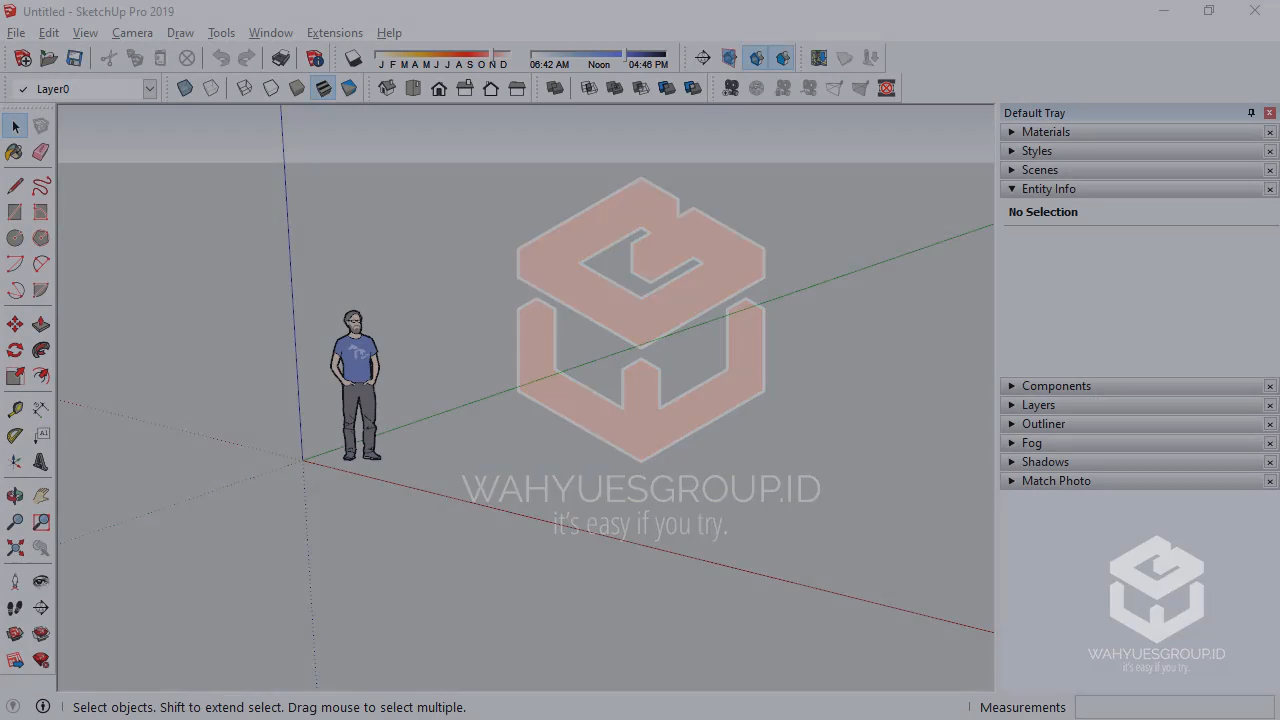 Untitled - SketchUp Pro 2019
File Edit View Camera Draw Tools Window Extensions Help
J F M A M J J A S O N D
06:42 AM Noon 04:46 PM
Layer0
Default Tray
Materials
Styles
Scenes
Entity Info
No Selection
Components
Layers
Outliner
Fog
Shadows
Match Photo
A1
WAHYUESGROUP.ID
it's easy if you try.
WAHYUESGROUP.ID
it's easy if you try.
Select objects. Shift to extend select. Drag mouse to select multiple.
Measurements